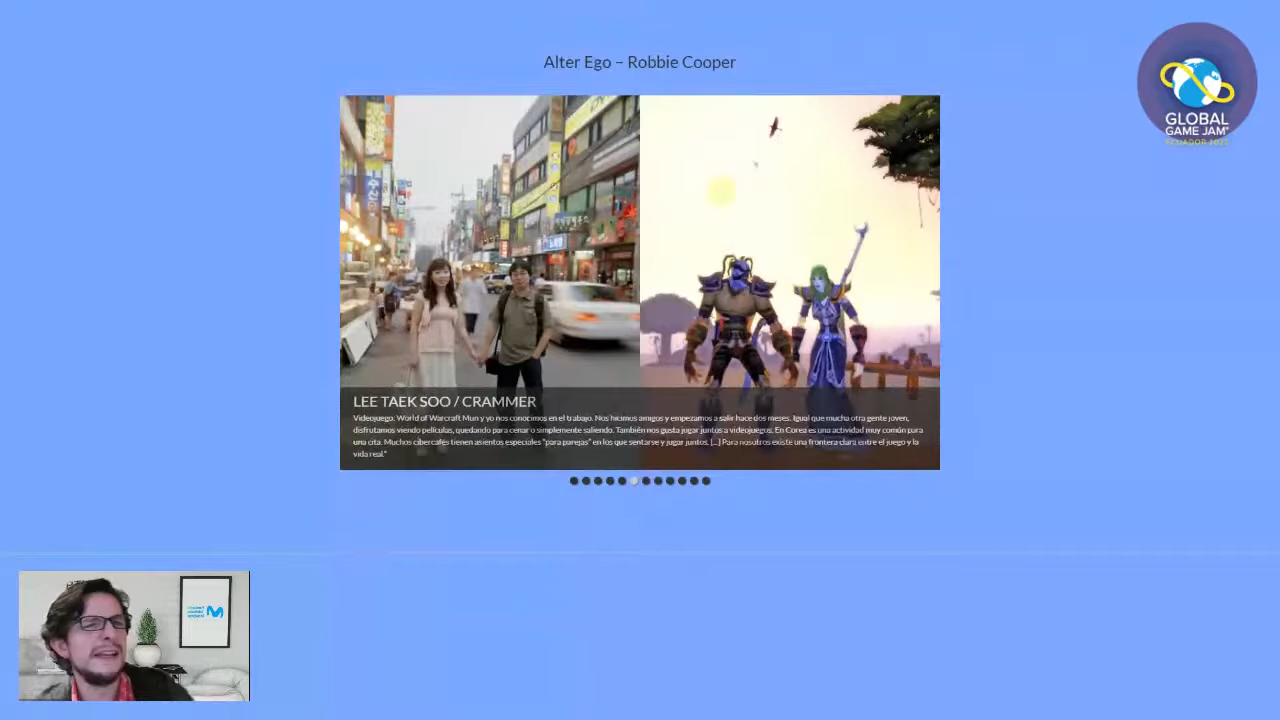 Alter Ego – Robbie Cooper
GLOBAL
GAME JAM
ECUADOR 2021
LEE TAEK SOO / CRAMMER
Videojuego: World of Warcraft Mun y yo nos conocimos en el trabajo. Nos hicimos amigos y empezamos a salir hace dos meses. Igual que mucha otra gente joven,
disfrutamos viendo películas, quedando para cenar o simplemente saliendo. También nos gusta jugar juntos a videojuegos. En Corea es una actividad muy común para
una cita. Muchos cibercafés tienen asientos especiales "para parejas" en los que sentarse y jugar juntos. [...] Para nosotros existe una frontera clara entre el juego y la
vida real."